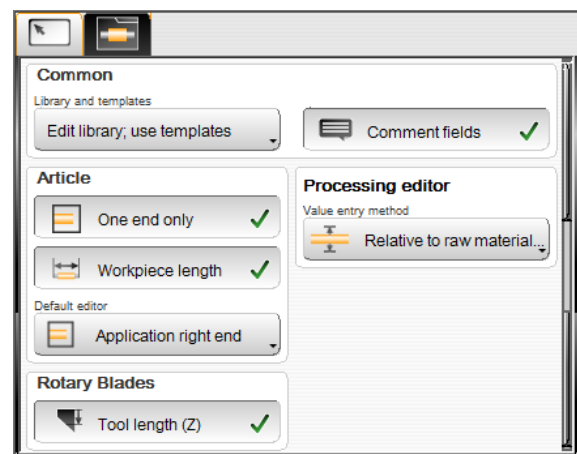 Common
Library and templates
Edit library; use templates
Comment fields
Article
One end only
Workpiece length
Default editor
Application right end
Processing editor
Value entry method
Relative to raw material...
Rotary Blades
Tool length (Z)